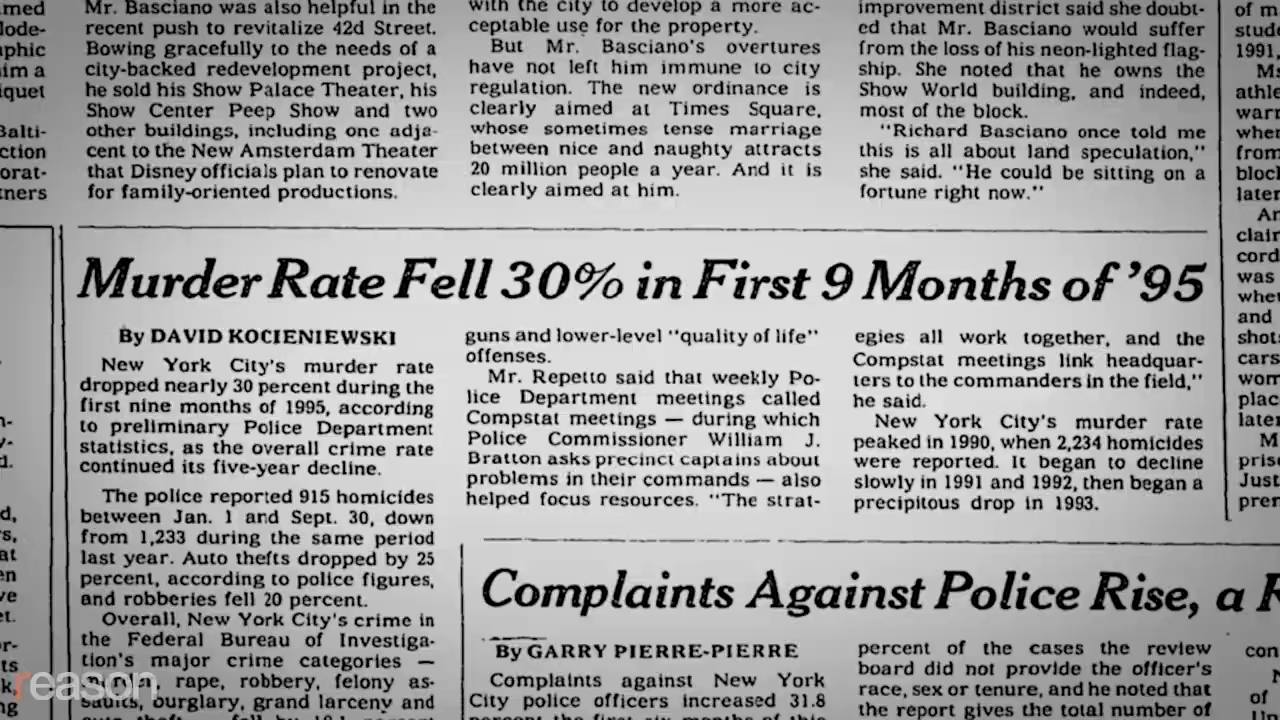 Mr. Basciano was also helpful in the
recent push to revitalize 42d Street.
Bowing gracefully to the needs of a
city-backed redevelopment project,
he sold his Show Palace Theater, his
Show Center Peep Show and two
other buildings, including one adja-
cent to the New Amsterdam Theater
that Disney officials plan to renovate
for family-oriented productions.
with the city to develop a more ac-
ceptable use for the property.
But Mr. Basciano's overtures
have not left him immune to city
regulation. The new ordinance is
clearly aimed at Times Square,
whose sometimes tense marriage
between nice and naughty attracts
20 million people a year. And it is
clearly aimed at him.
improvement district said she doubt-
ed that Mr. Basciano would suffer
from the loss of his neon-lighted flag-
ship. She noted that he owns the
Show World building, and indeed,
most of the block.
"Richard Basciano once told me
this is all about land speculation,"
she said. "He could be sitting on a
fortune right now."
Murder Rate Fell 30% in First 9 Months of '95
By DAVID KOCIENIEWSKI
New York City's murder rate
dropped nearly 30 percent during the
first nine months of 1995, according
to preliminary Police Department
statistics, as the overall crime rate
continued its five-year decline.
The police reported 915 homicides
between Jan. 1 and Sept. 30, down
from 1,233 during the same period
last year. Auto thefts dropped by 25
percent, according to police figures,
and robberies fell 20 percent.
Overall, New York City's crime in
the Federal Bureau of Investiga-
tion's major crime categories —
rape, robbery, felony as-
saults, burglary, grand larceny and
guns and lower-level "quality of life"
offenses.
Mr. Repetto said that weekly Po-
lice Department meetings called
Compstat meetings — during which
Police Commissioner William J.
Bratton asks precinct captains about
problems in their commands — also
helped focus resources. "The strat-
egies all work together, and the
Compstat meetings link headquar-
ters to the commanders in the field,"
he said.
New York City's murder rate
peaked in 1990, when 2,234 homicides
were reported. It began to decline
slowly in 1991 and 1992, then began a
precipitous drop in 1993.
Complaints Against Police Rise, a
By GARRY PIERRE-PIERRE
Complaints against New York
City police officers increased 31.8
percent of the cases the review
board did not provide the officer's
race, sex or tenure, and he noted that
the report gives the total number of
reason